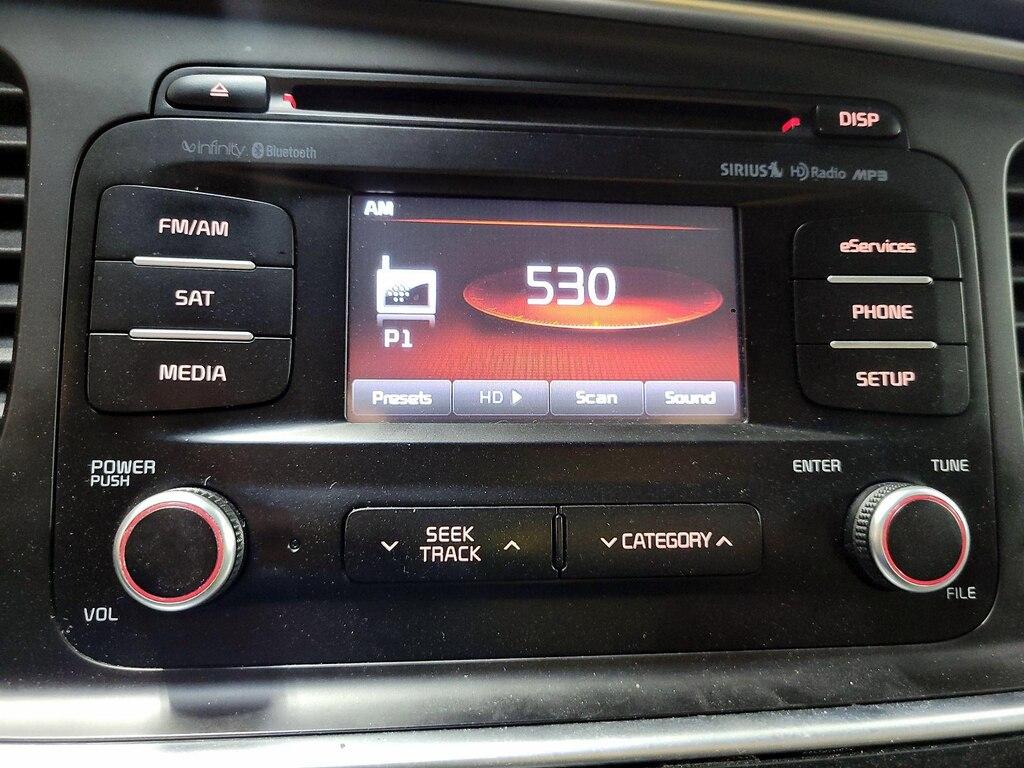 DISP
infinity Bluetooth
SIRIUS HD Radio MP3
FM/AM
SAT
MEDIA
AM
530
P1
Presets HD Scan Sound
eServices
PHONE
SETUP
POWER
PUSH
VOL
SEEK
TRACK
CATEGORY
ENTER
TUNE
FILE